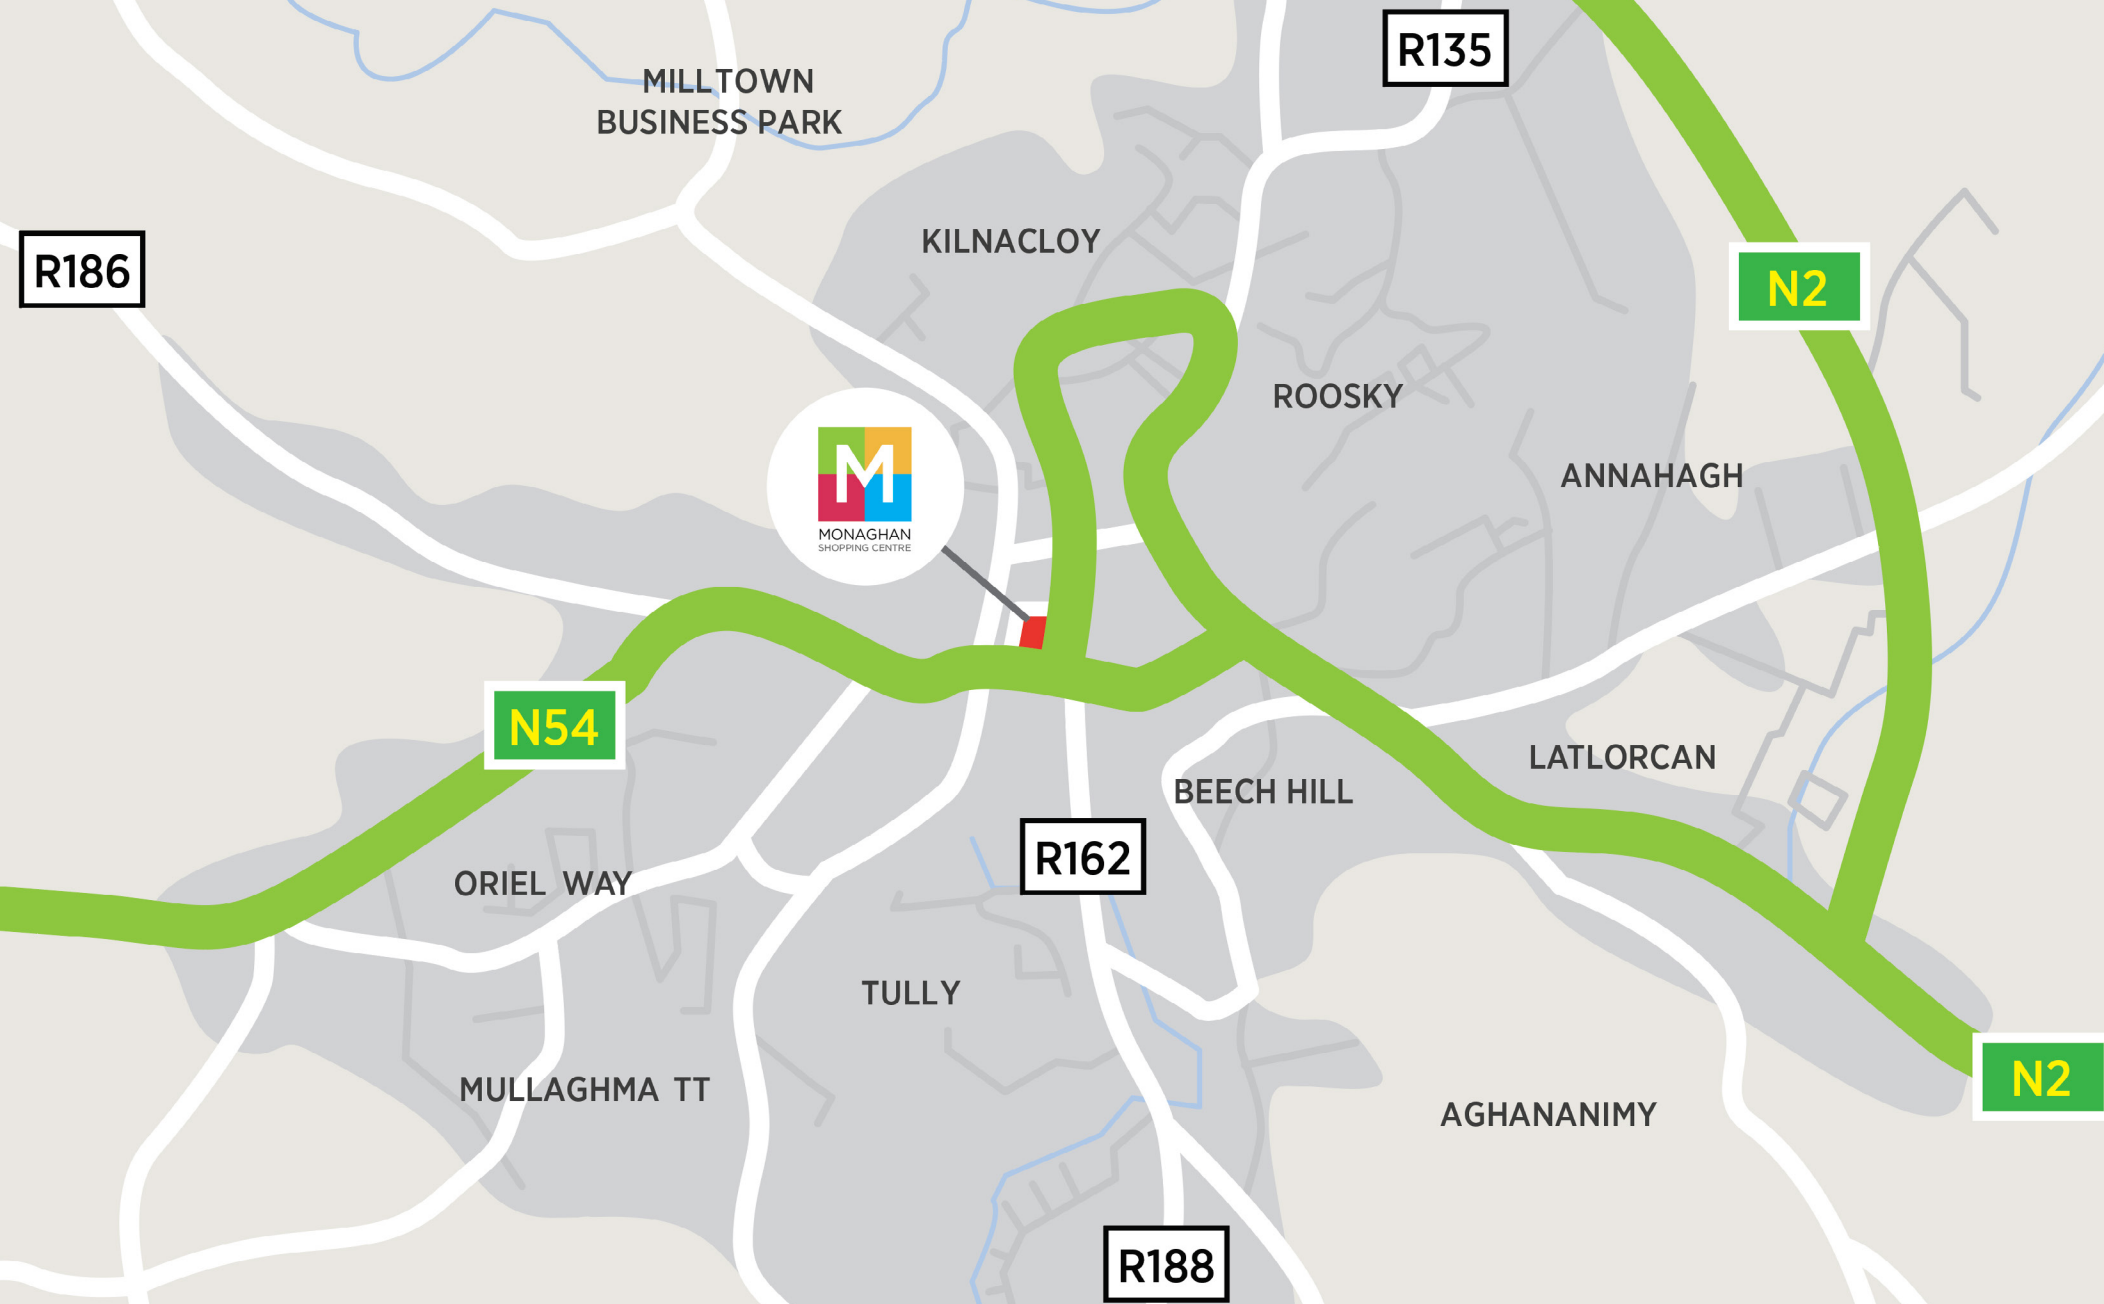 R135
MILLTOWN
BUSINESS PARK
KILNACLOY
R186
N2
ROOSKY
ANNAHAGH
M
MONAGHAN
SHOPPING CENTRE
N54
LATLORCAN
BEECH HILL
R162
ORIEL WAY
TULLY
MULLAGHMA TT
N2
AGHANANIMY
R188